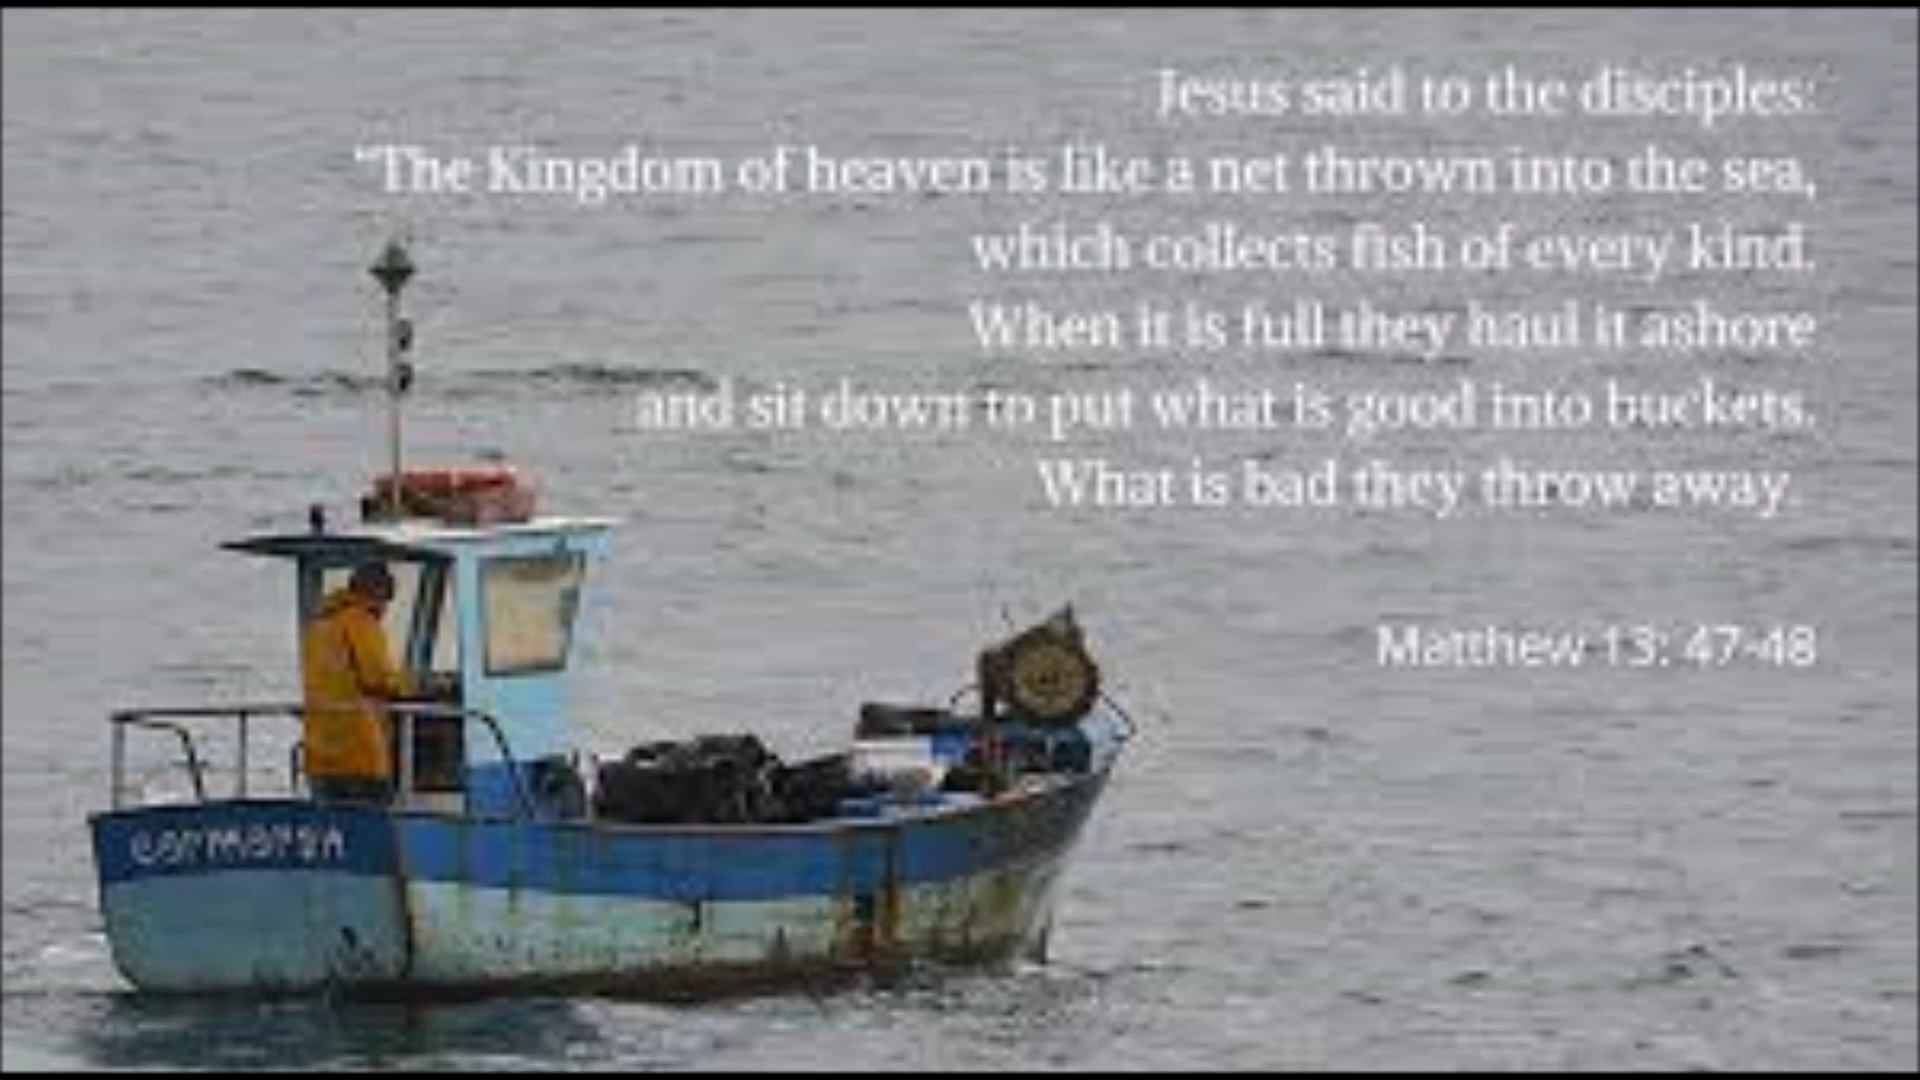 Jesus said to the disciples:
"The Kingdom of heaven is like a net thrown into the sea,
which collects fish of every kind.
When it is full they haul it ashore
and sit down to put what is good into buckets.
What is bad they throw away.
Matthew 13: 47-48